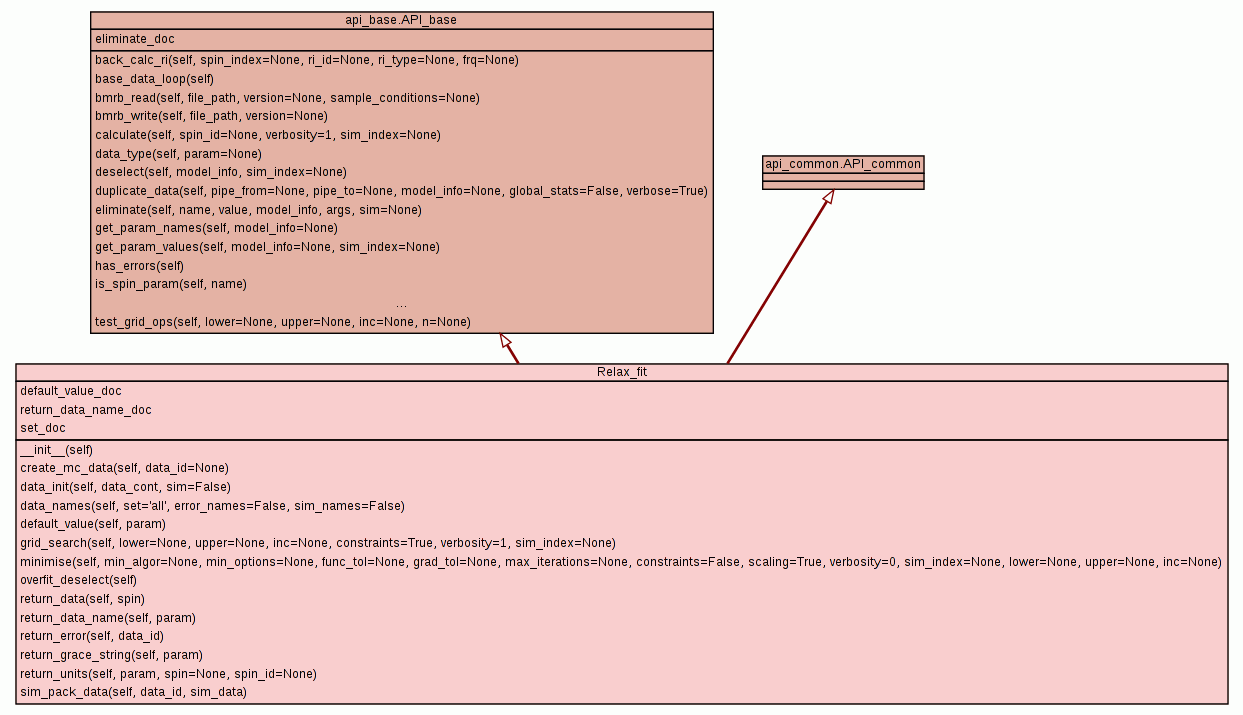 api_base.API_base
eliminate_doc
back_calc_ri(self, spin_index=None, ri_id=None, ri_type=None, frq=None)
base_data_loop(self)
bmrb_read(self, file_path, version=None, sample_conditions=None)
bmrb_write(self, file_path, version=None)
calculate(self, spin_id=None, verbosity=1, sim_index=None)
data_type(self, param=None)
deselect(self, model_info, sim_index=None)
duplicate_data(self, pipe_from=None, pipe_to=None, model_info=None, global_stats=False, verbose=True)
eliminate(self, name, value, model_info, args, sim=None)
get_param_names(self, model_info=None)
get_param_values(self, model_info=None, sim_index=None)
has_errors(self)
is_spin_param(self, name)
...
test_grid_ops(self, lower=None, upper=None, inc=None, n=None)
api_common.API_common
Relax_fit
default_value_doc
return_data_name_doc
set_doc
__init__(self)
create_mc_data(self, data_id=None)
data_init(self, data_cont, sim=False)
data_names(self, set='all', error_names=False, sim_names=False)
default_value(self, param)
grid_search(self, lower=None, upper=None, inc=None, constraints=True, verbosity=1, sim_index=None)
minimise(self, min_algor=None, min_options=None, func_tol=None, grad_tol=None, max_iterations=None, constraints=False, scaling=True, verbosity=0, sim_index=None, lower=None, upper=None, inc=None)
overfit_deselect(self)
return_data(self, spin)
return_data_name(self, param)
return_error(self, data_id)
return_grace_string(self, param)
return_units(self, param, spin=None, spin_id=None)
sim_pack_data(self, data_id, sim_data)